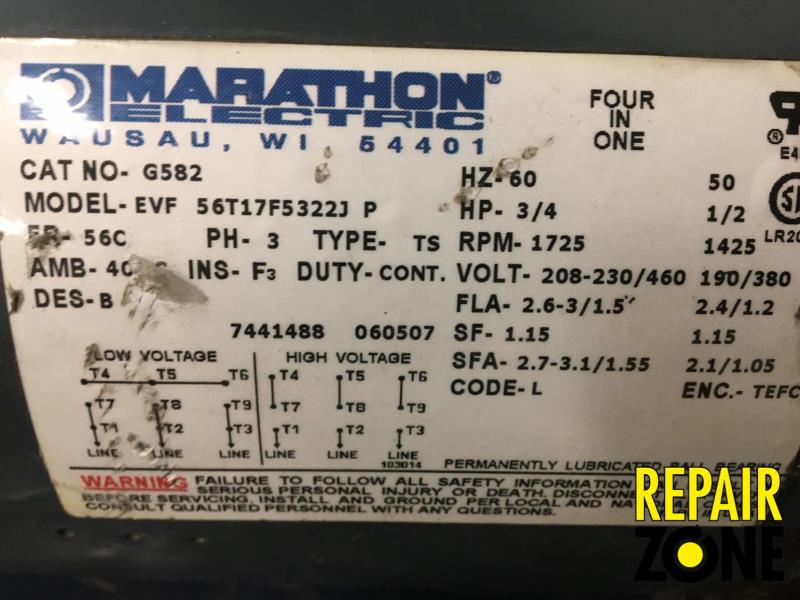 MARATHON®
ELECTRIC
WAUSAU, WI 54401
FOUR
IN
ONE
CAT NO- G582
MODEL- EVF 56T17F5322J P
FR- 56C PH- 3 TYPE- TS
INS- F3 DUTY- CONT.
DES- B
7441488 060507
HZ- 60 50
HP- 3/4 1/2
RPM- 1725 1425
VOLT- 208-230/460 190/380
FLA- 2.6-3/1.5 2.4/1.2
SF- 1.15 1.15
SFA- 2.7-3.1/1.55 2.1/1.05
CODE- L ENC.- TEFC
LOW VOLTAGE
T4 T5 T6
T7 T8 T9
T1 T2 T3
LINE LINE LINE
HIGH VOLTAGE
T4 T5 T6
T7 T8 T9
T1 T2 T3
LINE LINE LINE
103014
PERMANENTLY LUBRICATED BALL BEARING
WARNING FAILURE TO FOLLOW ALL SAFETY INFORMATION
SERIOUS PERSONAL INJURY OR DEATH.
BEFORE SERVICING. INSTALL AND GROUND PER LOCAL AND
CONSULT QUALIFIED PERSONNEL WITH ANY QUESTIONS.
REPAIR
ZONE